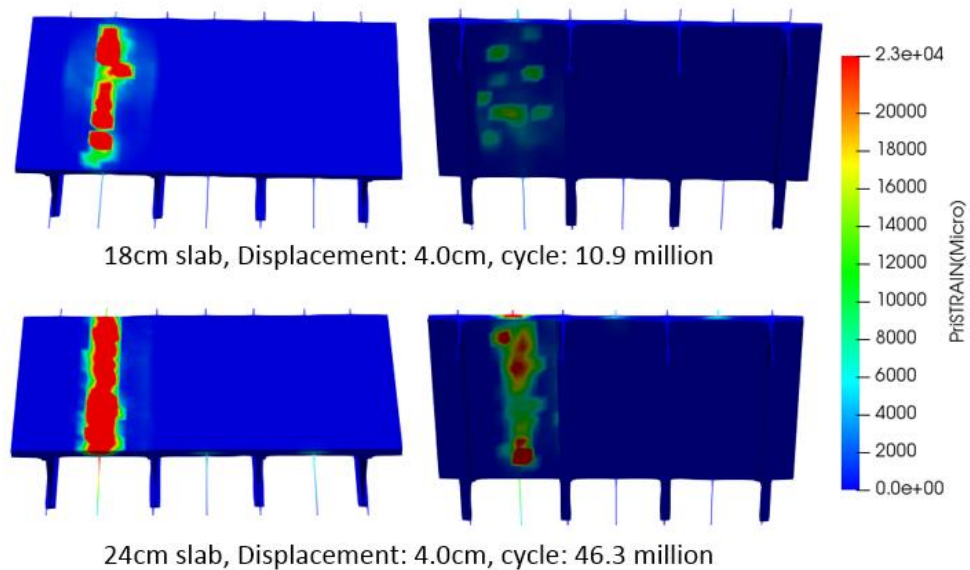 2.3e+04
20000
18000
16000
14000
12000
10000
8000
6000
4000
2000
0.0e+00
PriSTRAIN(Micro)
18cm slab, Displacement: 4.0cm, cycle: 10.9 million
24cm slab, Displacement: 4.0cm, cycle: 46.3 million